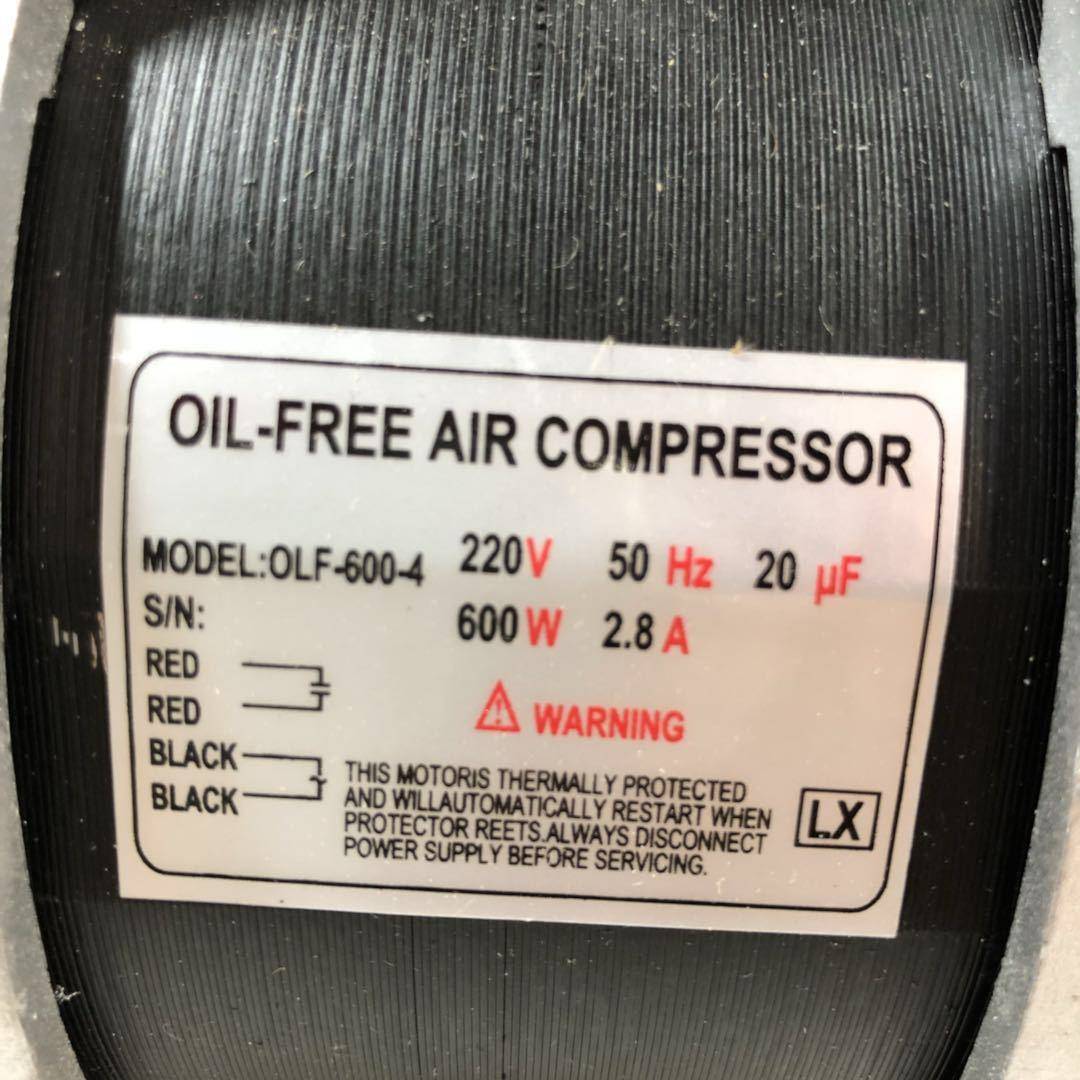 OIL-FREE AIR COMPRESSOR
MODEL:OLF-600-4 220V 50 Hz 20 µF
S/N: 600W 2.8A
RED
RED
WARNING
BLACK
BLACK
THIS MOTORIS THERMALLY PROTECTED
AND WILLAUTOMATICALLY RESTART WHEN
PROTECTOR REETS.ALWAYS DISCONNECT
POWER SUPPLY BEFORE SERVICING.
LX